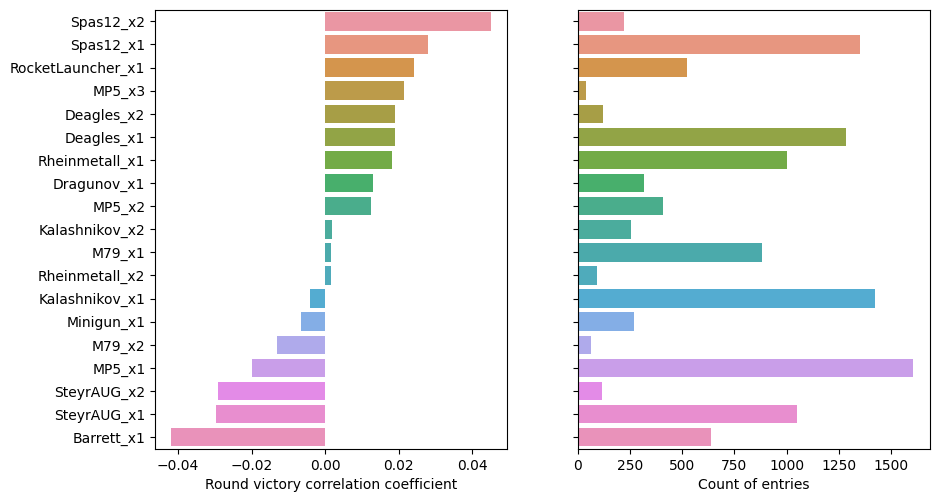 Spas12_x2
Spas12_x1
RocketLauncher_x1
MP5_x3
Deagles_x2
Deagles_x1
Rheinmetall_x1
Dragunov_x1
MP5_x2
Kalashnikov_x2
M79_x1
Rheinmetall_x2
Kalashnikov_x1
Minigun_x1
M79_x2
MP5_x1
SteyrAUG_x2
SteyrAUG_x1
Barrett_x1
−0.04 −0.02 0.00 0.02 0.04
Round victory correlation coefficient
0 250 500 750 1000 1250 1500
Count of entries